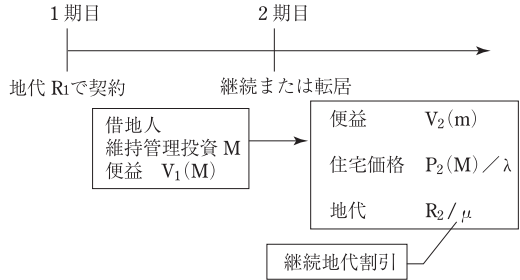 1期目
2期目
地代R1で契約
継続または転居
借地人
維持管理投資M
便益 V1(M)
便益 V2(m)
住宅価格 P2(M)/λ
地代 R2/μ
継続地代割引